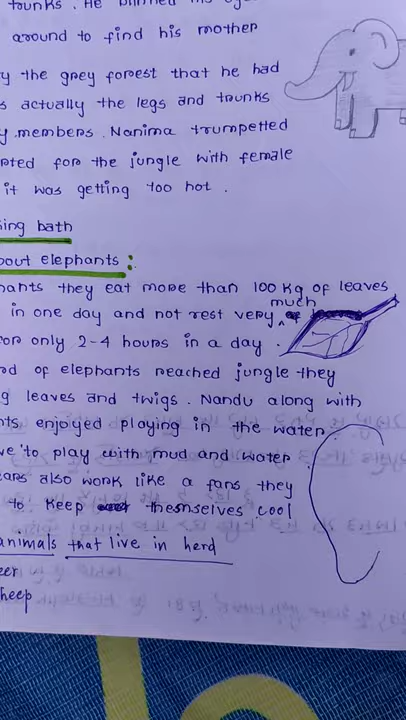 trunks. He
around to find his mother
the grey forest that he had
actually the legs and trunks
members. Nanima trumpetted
for the jungle with female
it was getting too hot.
bath
elephants:
they eat more than 100 kg of leaves
much
in one day and not rest very
only 2-4 hours in a day.
of elephants reached jungle they
leaves and twigs. Nandu along with
enjoyed playing in the water
to play with mud and water
also work like a fans they
to keep themselves cool
animals that live in herd